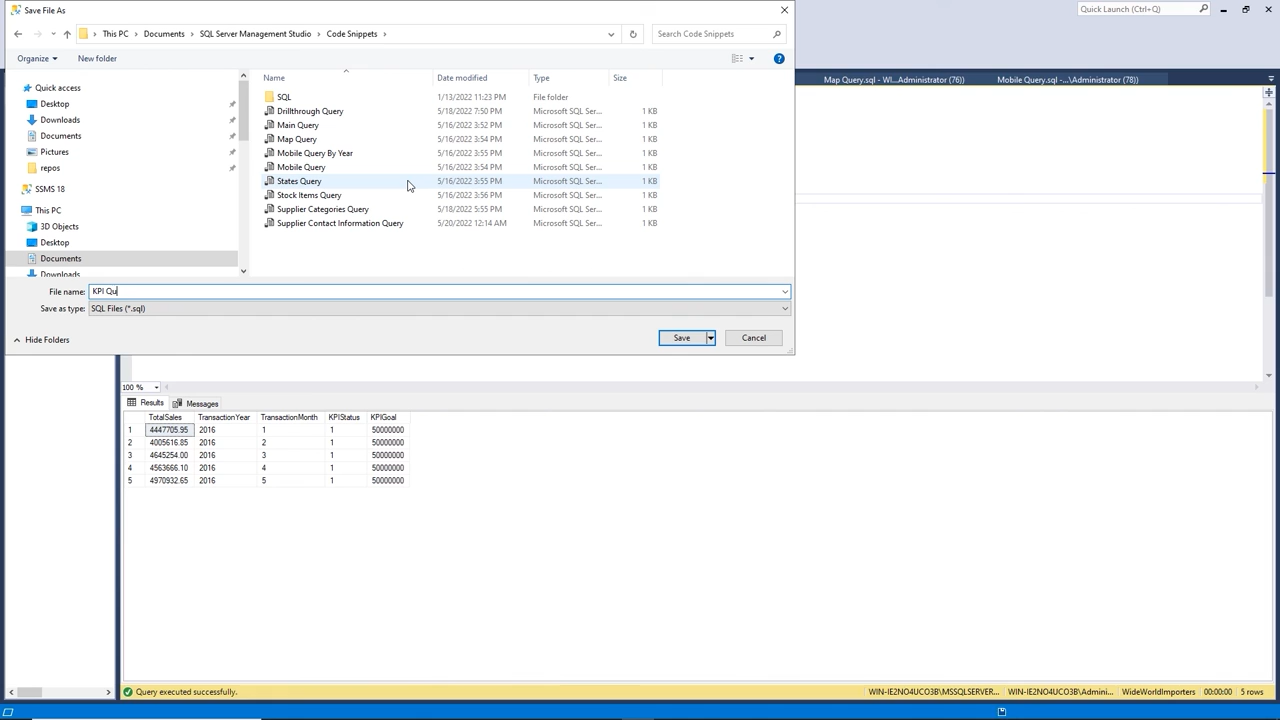 Save File As
Quick Launch (Ctrl+Q)
This PC
Documents
SQL Server Management Studio
Code Snippets
Search Code Snippets
Organize
New folder
Map Query.sql - WI...Administrator (76))
Mobile Query.sql -...\Administrator (78))
Name
Date modified
Type
Size
Quick access
Desktop
Downloads
Documents
Pictures
repos
SSMS 18
This PC
3D Objects
Desktop
Documents
Downloads
SQL 1/13/2022 11:23 PM File folder
Drillthrough Query 5/18/2022 7:50 PM Microsoft SQL Ser... 1 KB
Main Query 5/16/2022 3:52 PM Microsoft SQL Ser... 1 KB
Map Query 5/16/2022 3:54 PM Microsoft SQL Ser... 1 KB
Mobile Query By Year 5/16/2022 3:55 PM Microsoft SQL Ser... 1 KB
Mobile Query 5/16/2022 3:54 PM Microsoft SQL Ser... 1 KB
States Query 5/16/2022 3:55 PM Microsoft SQL Ser... 1 KB
Stock Items Query 5/16/2022 3:56 PM Microsoft SQL Ser... 1 KB
Supplier Categories Query 5/18/2022 5:55 PM Microsoft SQL Ser... 1 KB
Supplier Contact Information Query 5/20/2022 12:14 AM Microsoft SQL Ser... 1 KB
File name: KPI Qu
Save as type: SQL Files (*.sql)
Hide Folders
Save
Cancel
100 %
Results
Messages
TotalSales TransactionYear TransactionMonth KPIStatus KPIGoal
1 4447705.95 2016 1 1 50000000
2 4005616.85 2016 2 1 50000000
3 4645254.00 2016 3 1 50000000
4 4563666.10 2016 4 1 50000000
5 4970932.65 2016 5 1 50000000
Query executed successfully.
WIN-IE2NO4UCO3B\MSSQLSERVER...
WIN-IE2NO4UCO3B\Admini...
WideWorldImporters
00:00:00
5 rows